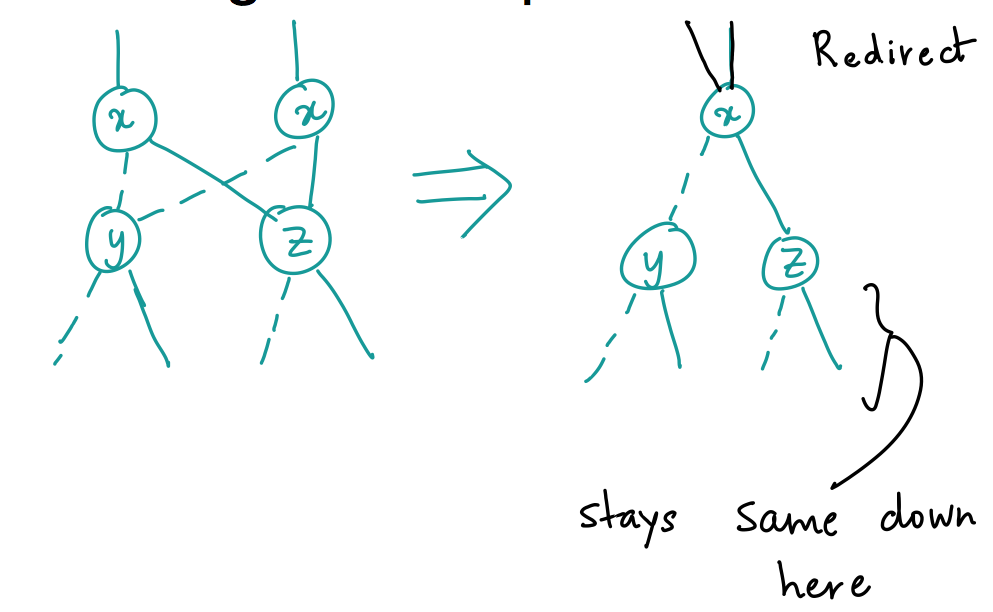 x x
y z
Redirect
x
y z
stays same down
here